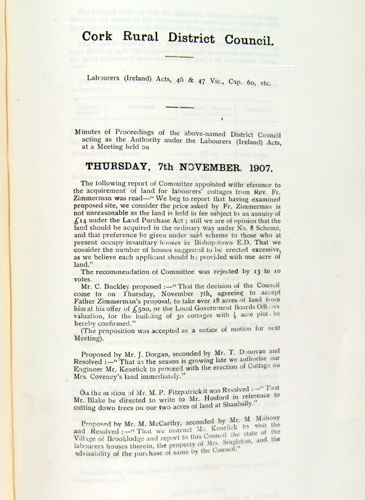 Cork Rural District Council.
Labourers (Ireland) Acts, 46 & 47 Vic., Cap. 60, etc.
Minutes of Proceedings of the above-named District Council
acting as the Authority under the Labourers (Ireland) Acts,
at a Meeting held on
THURSDAY, 7th NOVEMBER, 1907.
The following report of Committee appointed with reference
to the acquirement of land for labourers' cottages from Rev. Fr.
Zimmerman was read:—"We beg to report that having examined
proposed site, we consider the price asked by Fr. Zimmerman is
not unreasonable as the land is held in fee subject to an annuity of
£14 under the Land Purchase Act; still we are of opinion that the
land should be acquired in the ordinary way under No. 8 Scheme,
and that preference be given under said scheme to those who at
present occupy insanitary houses in Bishopstown E.D. That we
consider the number of houses suggested to be erected excessive,
as we believe each applicant should be provided with one acre of
land."
The recommendation of Committee was rejected by 13 to 10
votes.
Mr. C. Buckley proposed:—"That the decision of the Council
come to on Thursday, November 7th, agreeing to accept
Father Zimmerman's proposal, to take over 18 acres of land from
him at his offer of £500, or the Local Government Boards Officers
valuation, for the building of 30 cottages with ½ acre plots be
hereby confirmed."
(The proposition was accepted as a notice of motion for next
Meeting).
Proposed by Mr. J. Dorgan, seconded by Mr. T. Donovan and
Resolved:—"That as the season is growing late we authorise our
Engineer Mr. Kenefick to proceed with the erection of Cottage on
Mrs. Coveney's land immediately."
On the motion of Mr. M. P. Fitzpatrick it was Resolved:—"That
Mr. Blake be directed to write to Mr. Hosford in reference to
cutting down trees on our two acres of land at Shanbally."
Proposed by Mr. M. McCarthy, seconded by Mr. M. Mahony
and Resolved:—"That we instruct Mr. Kenefick to visit the
Village of Brooklodge and report to this Council the state of the
labourers houses therein, the property of Mrs. Singleton, and the
advisability of the purchase of same by the Council."